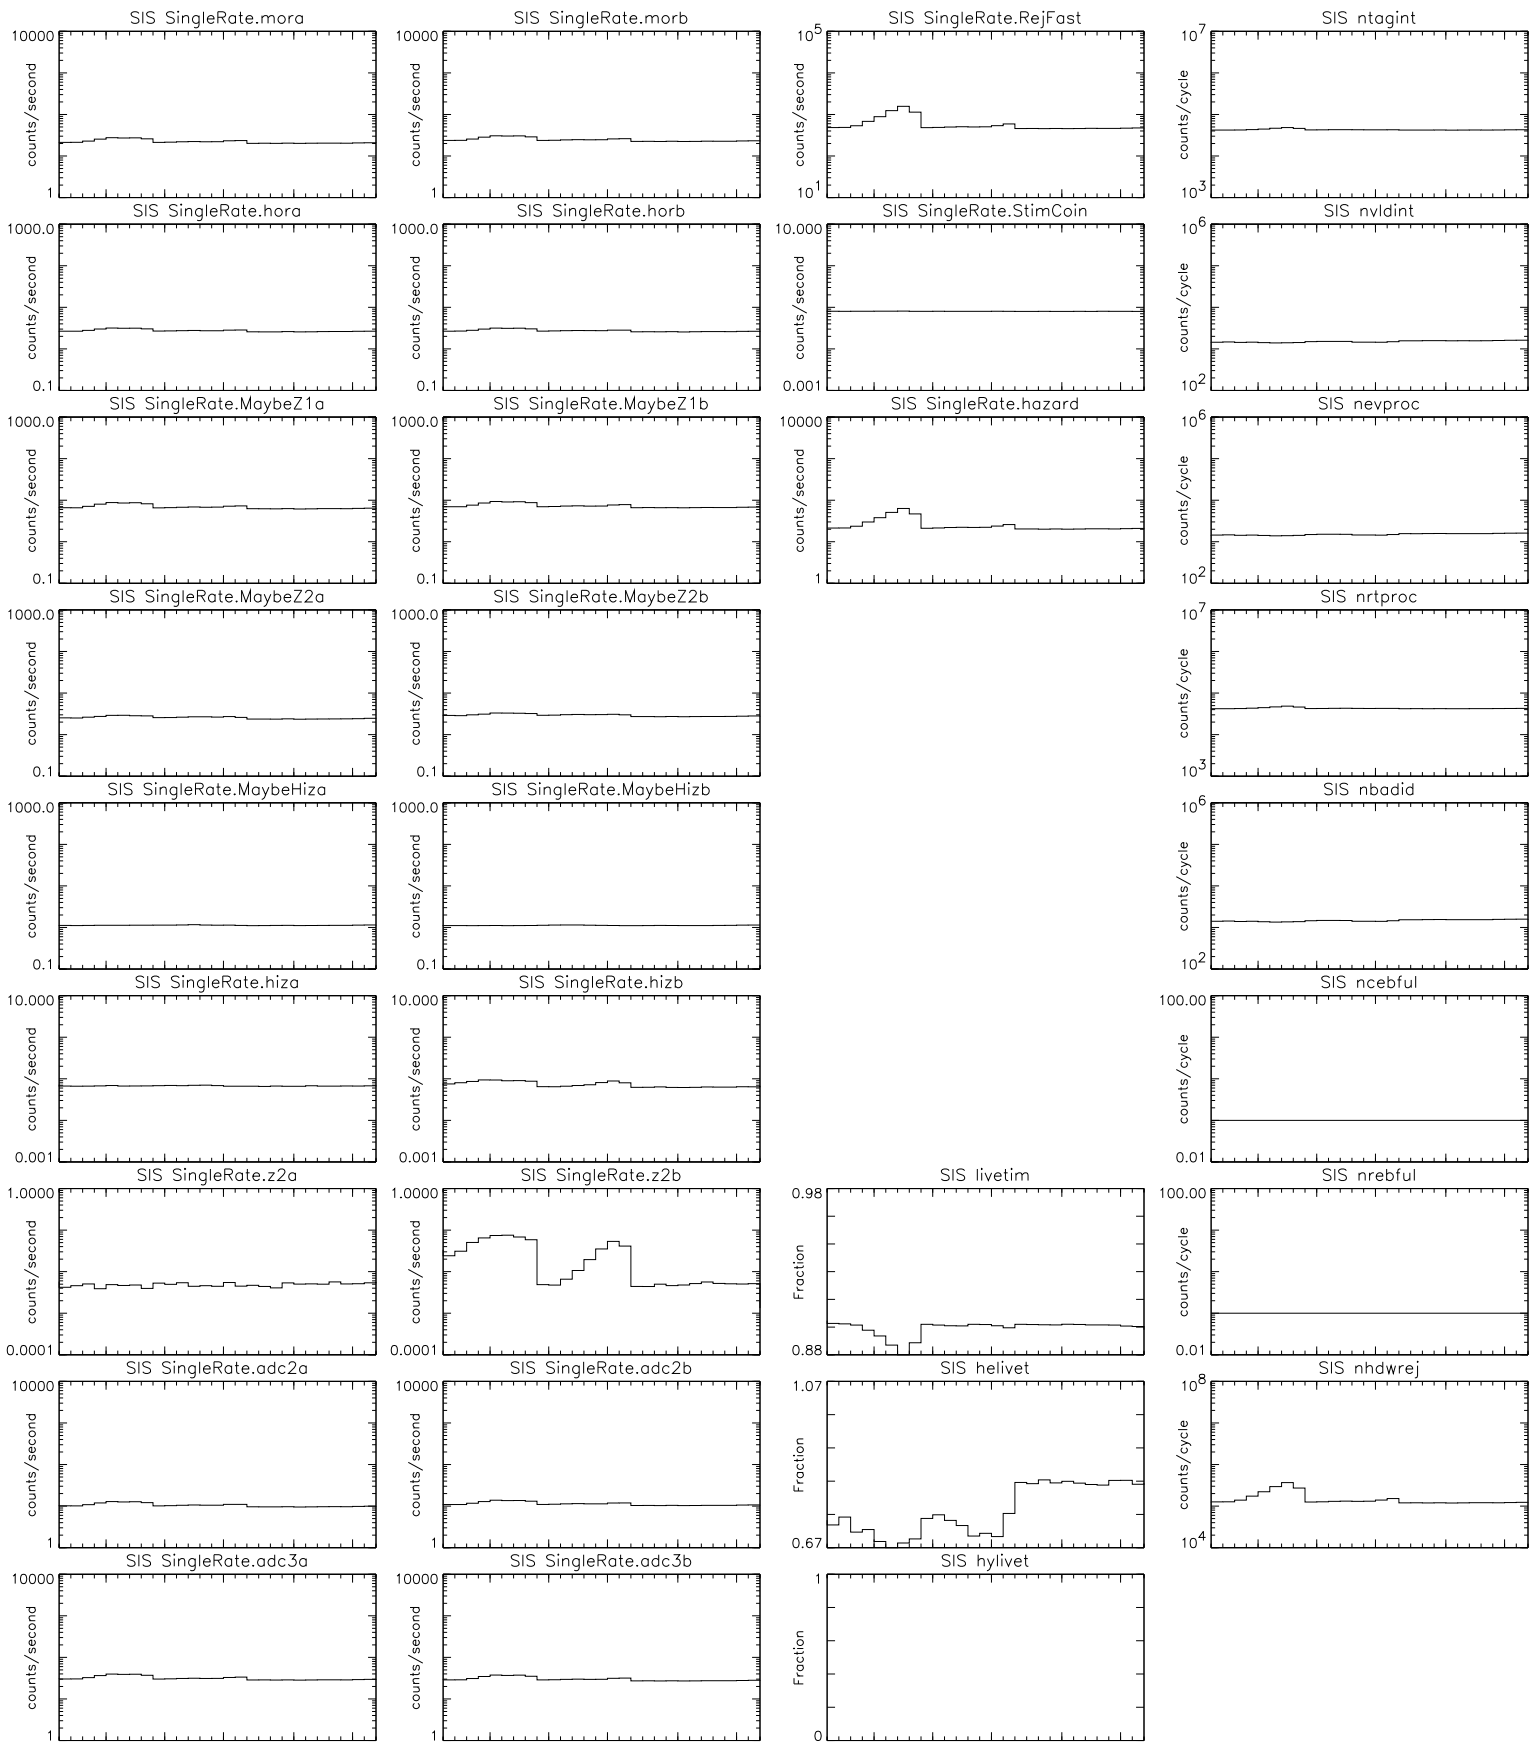 SIS SingleRate.mora
10000
counts/second
1
SIS SingleRate.morb
10000
counts/second
1
SIS SingleRate.RejFast
10^5
counts/second
10^1
SIS ntagint
10^7
counts/cycle
10^3
SIS SingleRate.hora
1000.0
counts/second
0.1
SIS SingleRate.horb
1000.0
counts/second
0.1
SIS SingleRate.StimCoin
10.000
counts/second
0.001
SIS nvldint
10^6
counts/cycle
10^2
SIS SingleRate.MaybeZ1a
1000.0
counts/second
0.1
SIS SingleRate.MaybeZ1b
1000.0
counts/second
0.1
SIS SingleRate.hazard
10000
counts/second
1
SIS nevproc
10^6
counts/cycle
10^2
SIS SingleRate.MaybeZ2a
1000.0
counts/second
0.1
SIS SingleRate.MaybeZ2b
1000.0
counts/second
0.1
SIS nrtproc
10^7
counts/cycle
10^3
SIS SingleRate.MaybeHiza
1000.0
counts/second
0.1
SIS SingleRate.MaybeHizb
1000.0
counts/second
0.1
SIS nbadid
10^6
counts/cycle
10^2
SIS SingleRate.hiza
10.000
counts/second
0.001
SIS SingleRate.hizb
10.000
counts/second
0.001
SIS ncebful
100.00
counts/cycle
0.01
SIS SingleRate.z2a
1.0000
counts/second
0.0001
SIS SingleRate.z2b
1.0000
counts/second
0.0001
SIS livetim
0.98
Fraction
0.88
SIS nrebful
100.00
counts/cycle
0.01
SIS SingleRate.adc2a
10000
counts/second
1
SIS SingleRate.adc2b
10000
counts/second
1
SIS helivet
1.07
Fraction
0.67
SIS nhdwrej
10^8
counts/cycle
10^4
SIS SingleRate.adc3a
10000
counts/second
1
SIS SingleRate.adc3b
10000
counts/second
1
SIS hylivet
1
Fraction
0